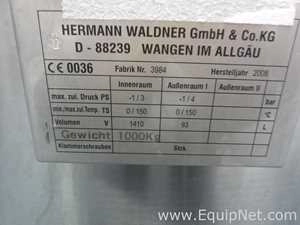 HERMANN WALDNER GmbH & Co.KG
D - 88239 WANGEN IM ALLGÄU
CE 0036 Fabrik Nr. 3984 Herstelljahr 2008
Innenraum Außenraum I Außenraum II
max. zul. Druck PS -1 / 3 -1 / 4 bar
min./max. zul. Temp. TS 0 / 150 0 / 150 °C
Volumen V 1410 93 L
Gewicht 1000Kg
Klammerschrauben Stck
www.EquipNet.com